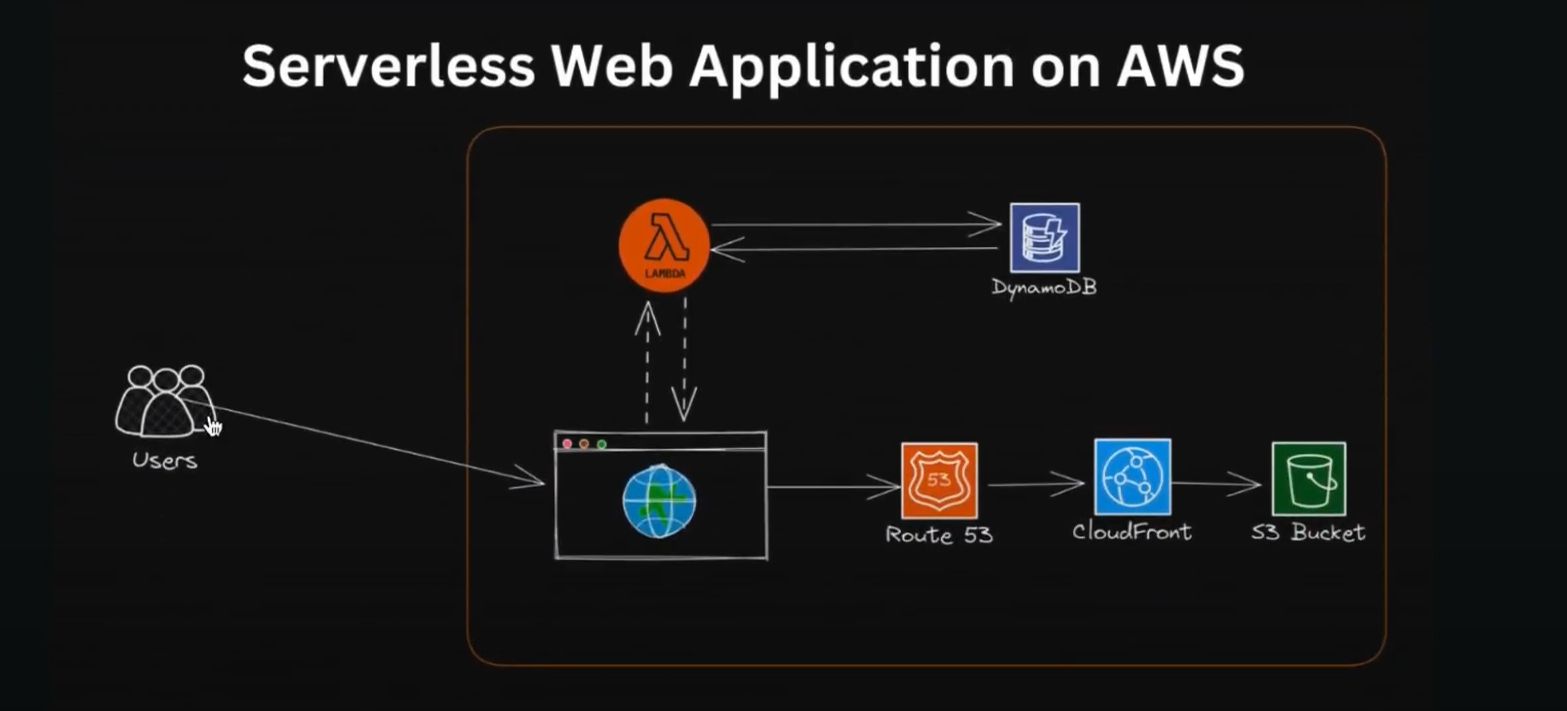 Serverless Web Application on AWS
LAMBDA
DynamoDB
Users
53
Route 53
CloudFront
S3 Bucket